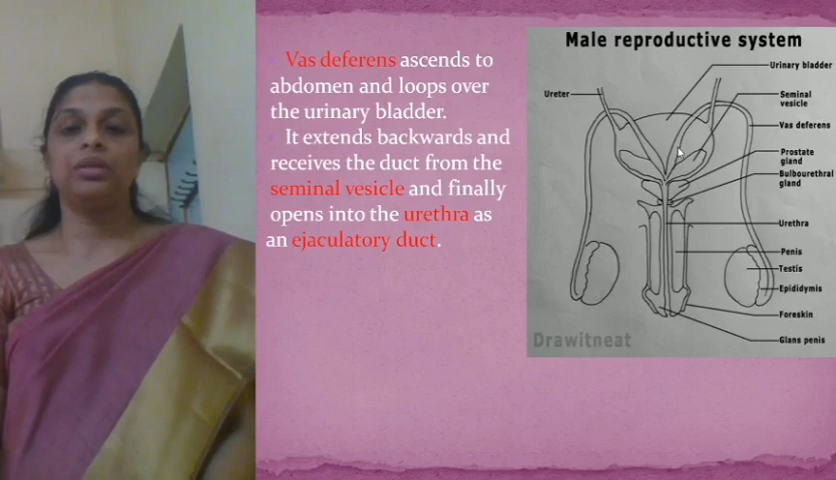 Vas deferens ascends to
abdomen and loops over
the urinary bladder.
It extends backwards and
receives the duct from the
seminal vesicle and finally
opens into the urethra as
an ejaculatory duct.
Male reproductive system
Urinary bladder
Ureter
Seminal
vesicle
Vas deferens
Prostate
gland
Bulbourethral
gland
Urethra
Penis
Testis
Epididymis
Foreskin
Glans penis
Drawitneat